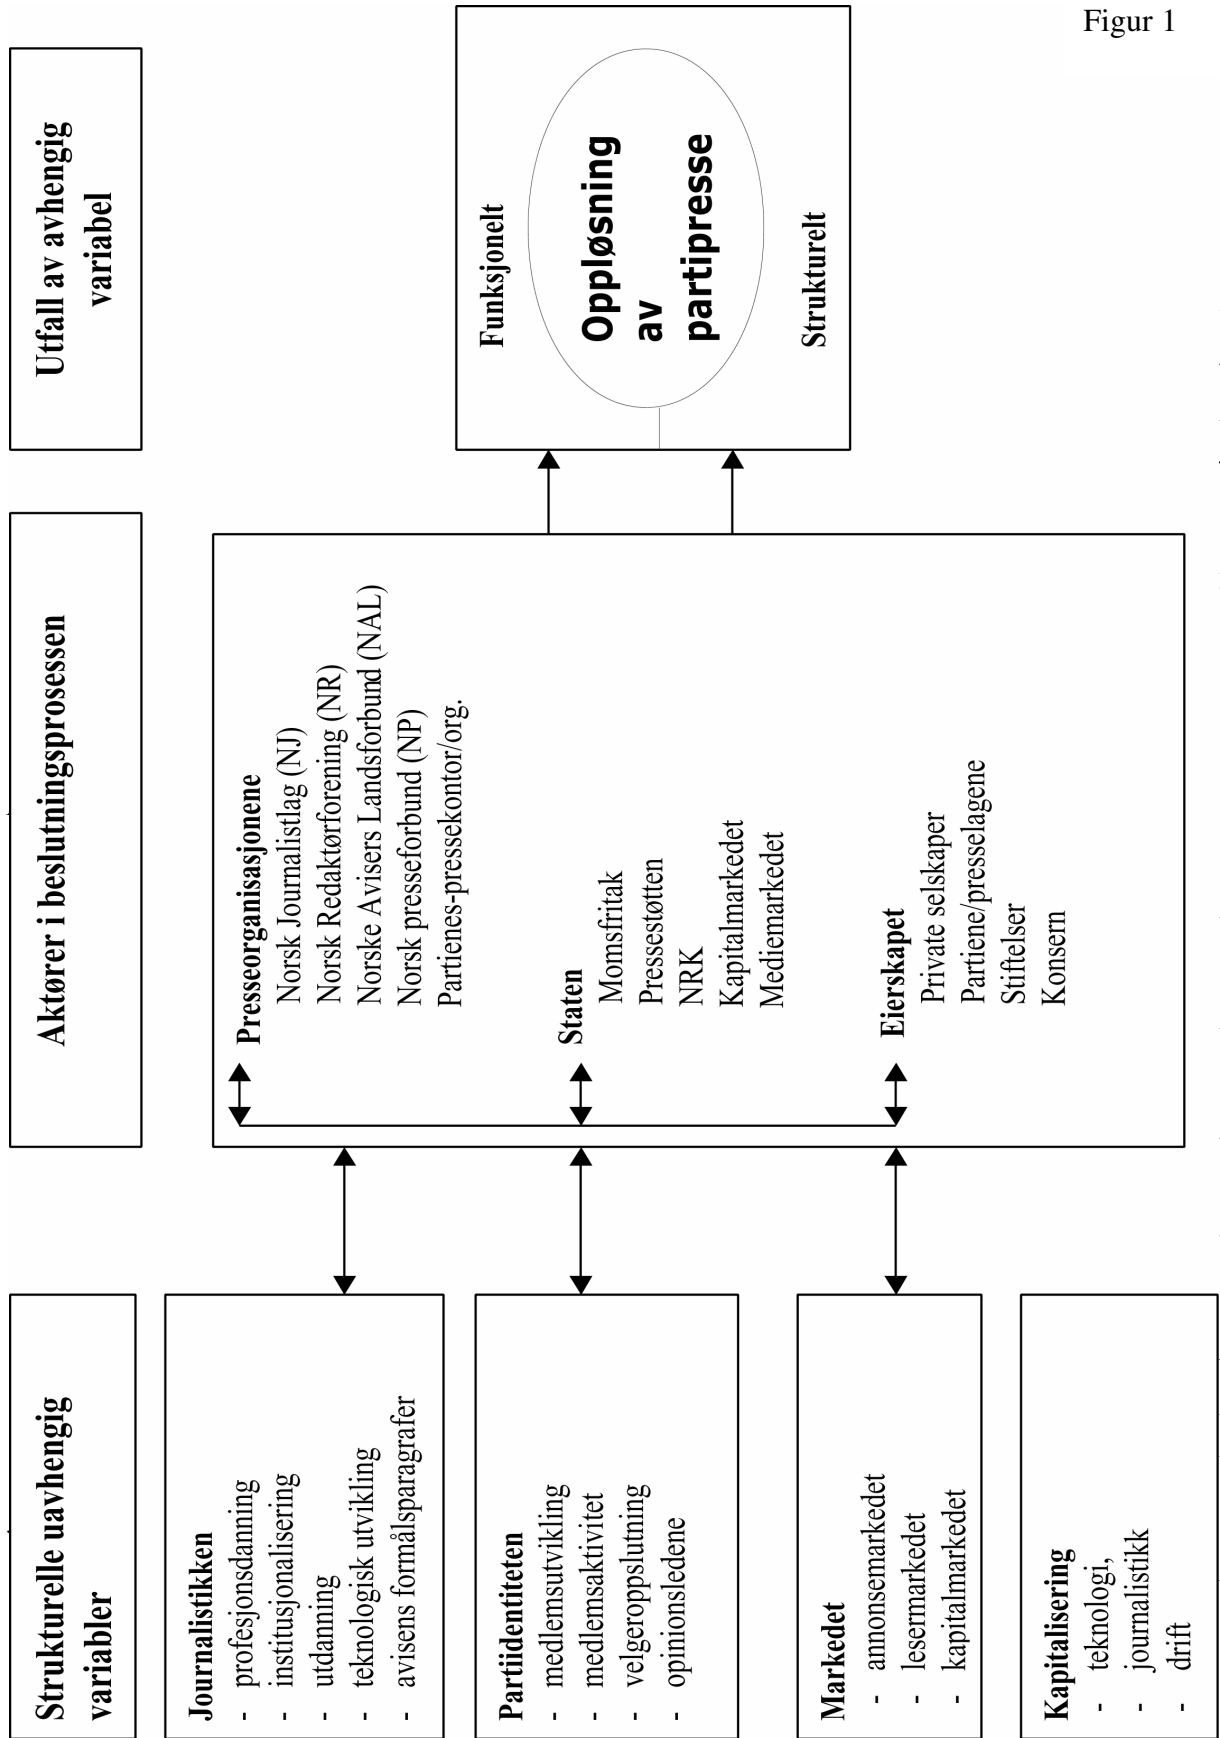 Figur 1
Strukturelle uavhengig
variabler
Journalistikken
- profesjonsdanning
- institusjonalisering
- utdanning
- teknologisk utvikling
- avisens formålsparagrafer
Partiidentiteten
- medlemsutvikling
- medlemsaktivitet
- velgeroppslutning
- opinionsledene
Markedet
- annonsemarkedet
- lesermarkedet
- kapitalmarkedet
Kapitalisering
- teknologi,
- journalistikk
- drift
Aktører i beslutningsprosessen
Presseorganisasjonene
Norsk Journalistlag (NJ)
Norsk Redaktørforening (NR)
Norske Avisers Landsforbund (NAL)
Norsk presseforbund (NP)
Partienes-pressekontor/org.
Staten
Momsfritak
Pressestøtten
NRK
Kapitalmarkedet
Mediemarkedet
Eierskapet
Private selskaper
Partiene/presselagene
Stiftelser
Konsern
Utfall av avhengig
variabel
Funksjonelt
Oppløsning
av
partipresse
Strukturelt